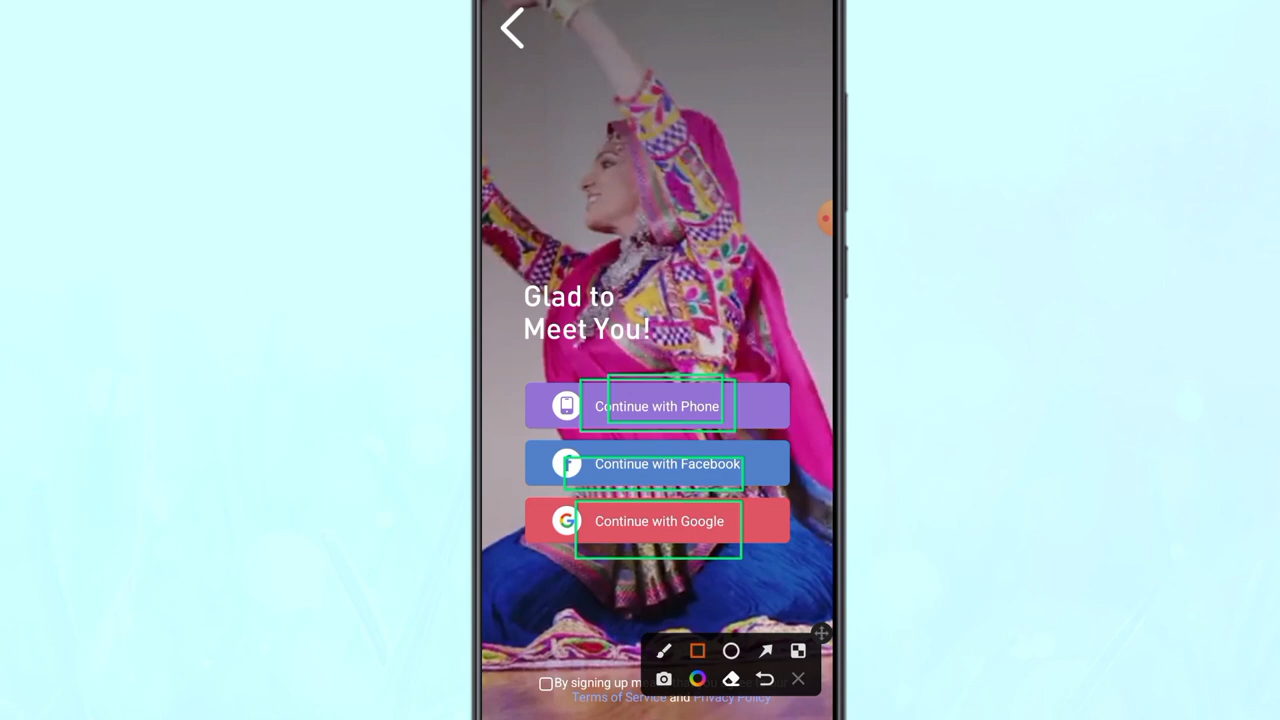 Glad to
Meet You!
Continue with Phone
Continue with Facebook
Continue with Google
By signing up
Terms of Service and Privacy Policy